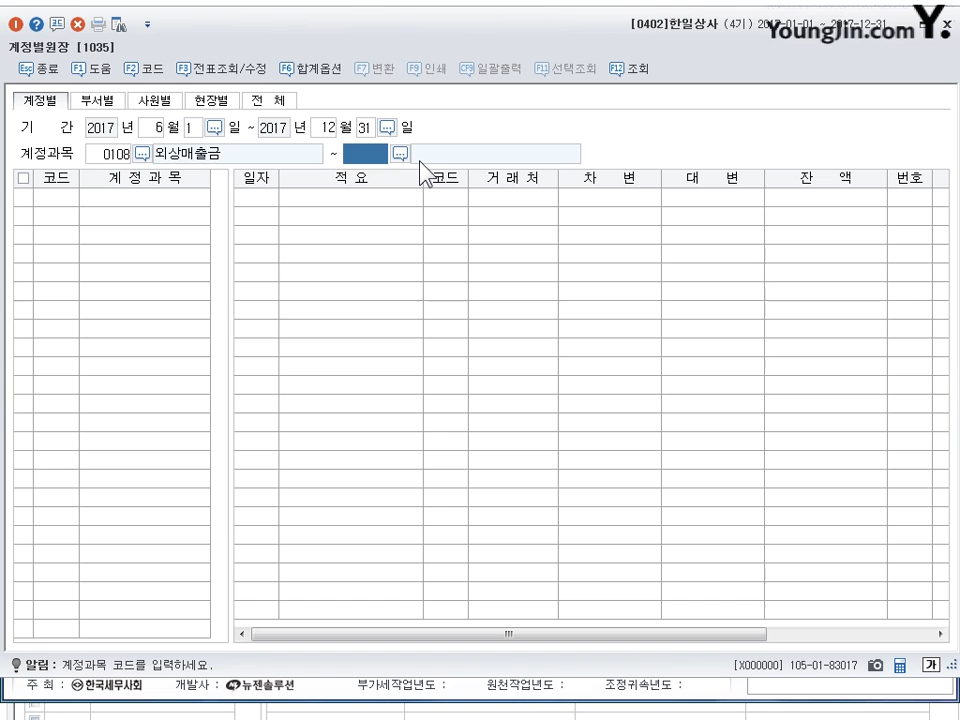 [0402]한일상사 (4기) 2017-01-01 ~ 2017-12-31
YoungJin.com Y.
계정별원장 [1035]
Esc 종료 F1 도움 F2 코드 F3 전표조회/수정 F6 합계옵션 F7 변환 F9 인쇄 CF9 일괄출력 F11 선택조회 F12 조회
계정별 부서별 사원별 현장별 전 체
기 간 2017 년 6 월 1 일 ~ 2017 년 12 월 31 일
계정과목 0108 외상매출금 ~
코드 계 정 과 목 일자 적 요 코드 거 래 처 차 변 대 변 잔 액 번호
알림 : 계정과목 코드를 입력하세요. [X000000] 105-01-83017 가
주 최 : 한국세무사회 개발사 : 뉴젠솔루션 부가세작업년도 : 원천작업년도 : 조정귀속년도 :